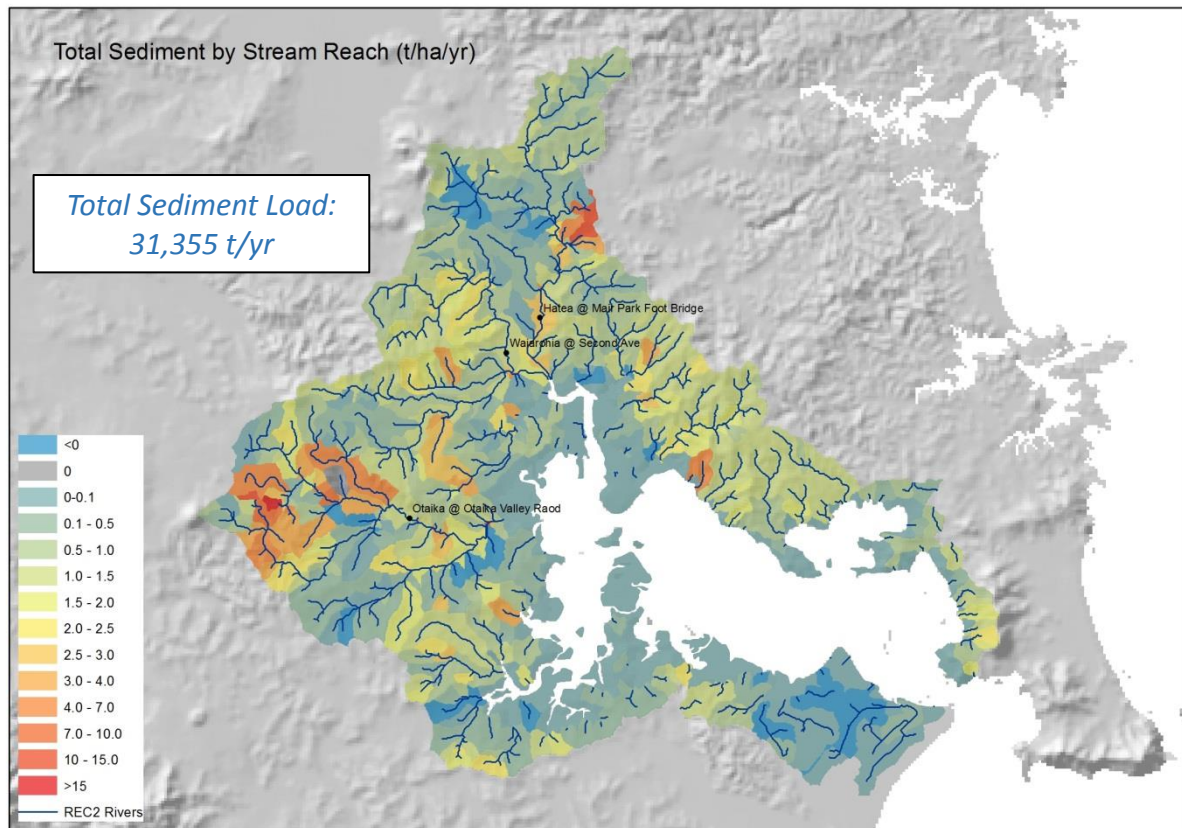 Total Sediment by Stream Reach (t/ha/yr)
Total Sediment Load:
31,355 t/yr
Hatea @ Mair Park Foot Bridge
Waiarohia @ Second Ave
Otaika @ Otaika Valley Raod
<0
0
0-0.1
0.1 - 0.5
0.5 - 1.0
1.0 - 1.5
1.5 - 2.0
2.0 - 2.5
2.5 - 3.0
3.0 - 4.0
4.0 - 7.0
7.0 - 10.0
10 - 15.0
>15
REC2 Rivers